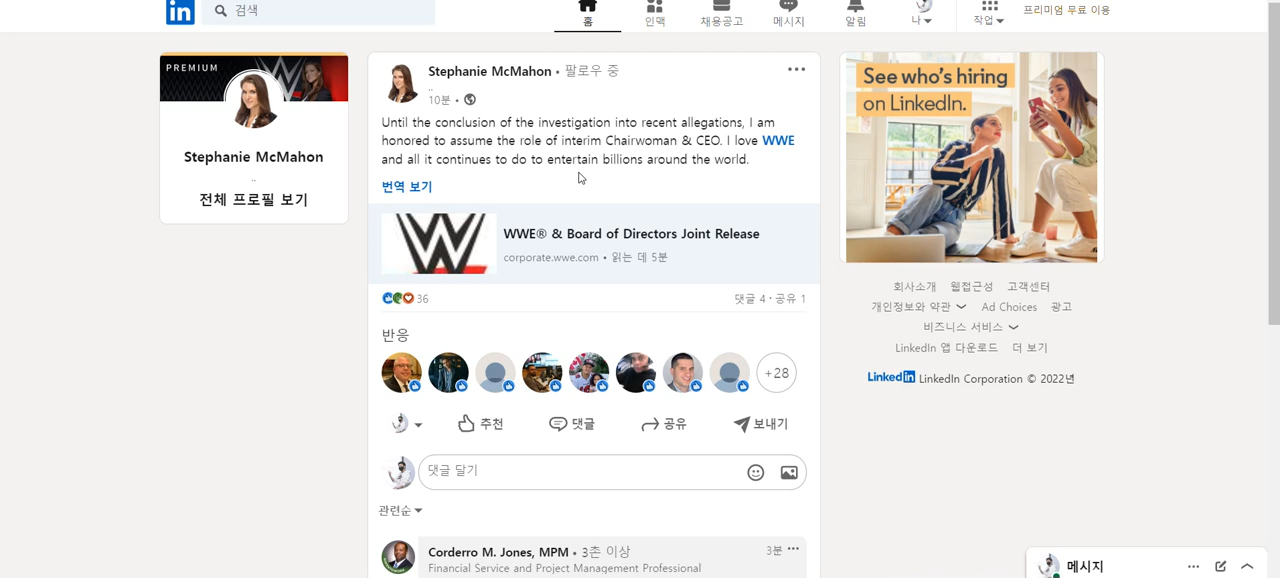 in
검색
홈
인맥
채용공고
메시지
알림
나
작업
프리미엄 무료 이용
PREMIUM
Stephanie McMahon
..
전체 프로필 보기
Stephanie McMahon • 팔로우 중
..
10분 •
Until the conclusion of the investigation into recent allegations, I am
honored to assume the role of interim Chairwoman & CEO. I love WWE
and all it continues to do to entertain billions around the world.
번역 보기
WWE® & Board of Directors Joint Release
corporate.wwe.com • 읽는 데 5분
36
댓글 4 · 공유 1
반응
+28
추천
댓글
공유
보내기
댓글 달기
관련순
Corderro M. Jones, MPM • 3촌 이상
3분
Financial Service and Project Management Professional
See who's hiring
on LinkedIn.
회사소개 웹접근성 고객센터
개인정보와 약관 Ad Choices 광고
비즈니스 서비스
LinkedIn 앱 다운로드 더 보기
LinkedIn LinkedIn Corporation © 2022년
메시지